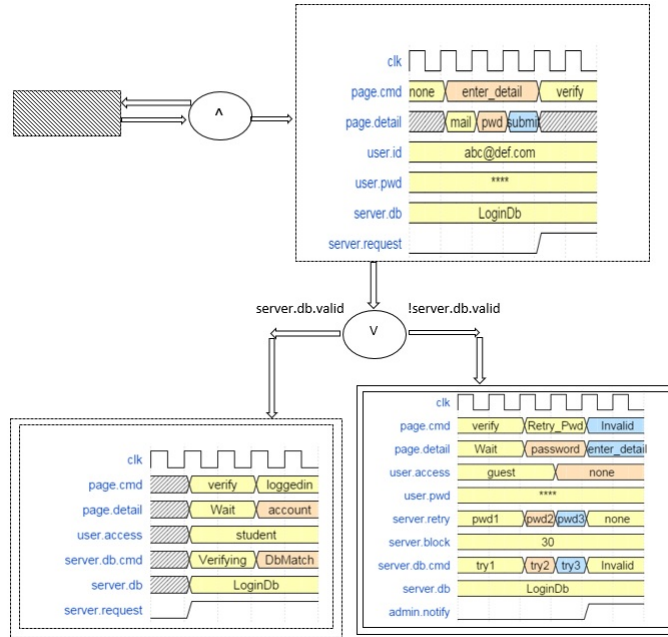 clk
page.cmd none enter_detail verify
page.detail mail pwd submit
user.id abc@def.com
user.pwd ****
server.db LoginDb
server.request
^
server.db.valid !server.db.valid
V
clk
page.cmd verify loggedin
page.detail Wait account
user.access student
server.db.cmd Verifying DbMatch
server.db LoginDb
server.request
clk
page.cmd verify Retry_Pwd Invalid
page.detail Wait password enter_detail
user.access guest none
user.pwd ****
server.retry pwd1 pwd2 pwd3 none
server.block 30
server.db.cmd try1 try2 try3 Invalid
server.db LoginDb
admin.notify